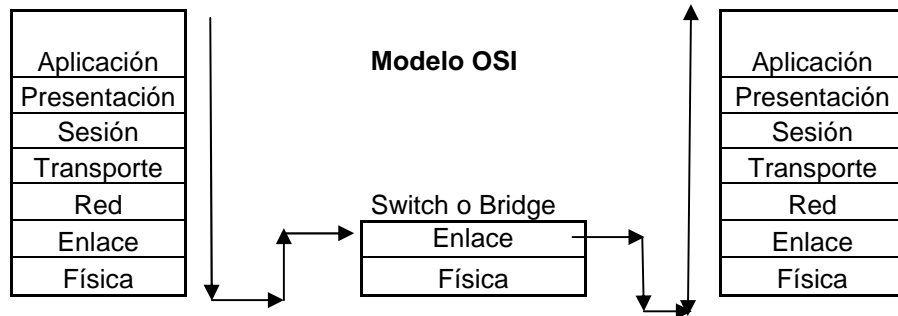 Modelo OSI
Aplicación
Presentación
Sesión
Transporte
Red
Enlace
Física
Switch o Bridge
Enlace
Física
Aplicación
Presentación
Sesión
Transporte
Red
Enlace
Física